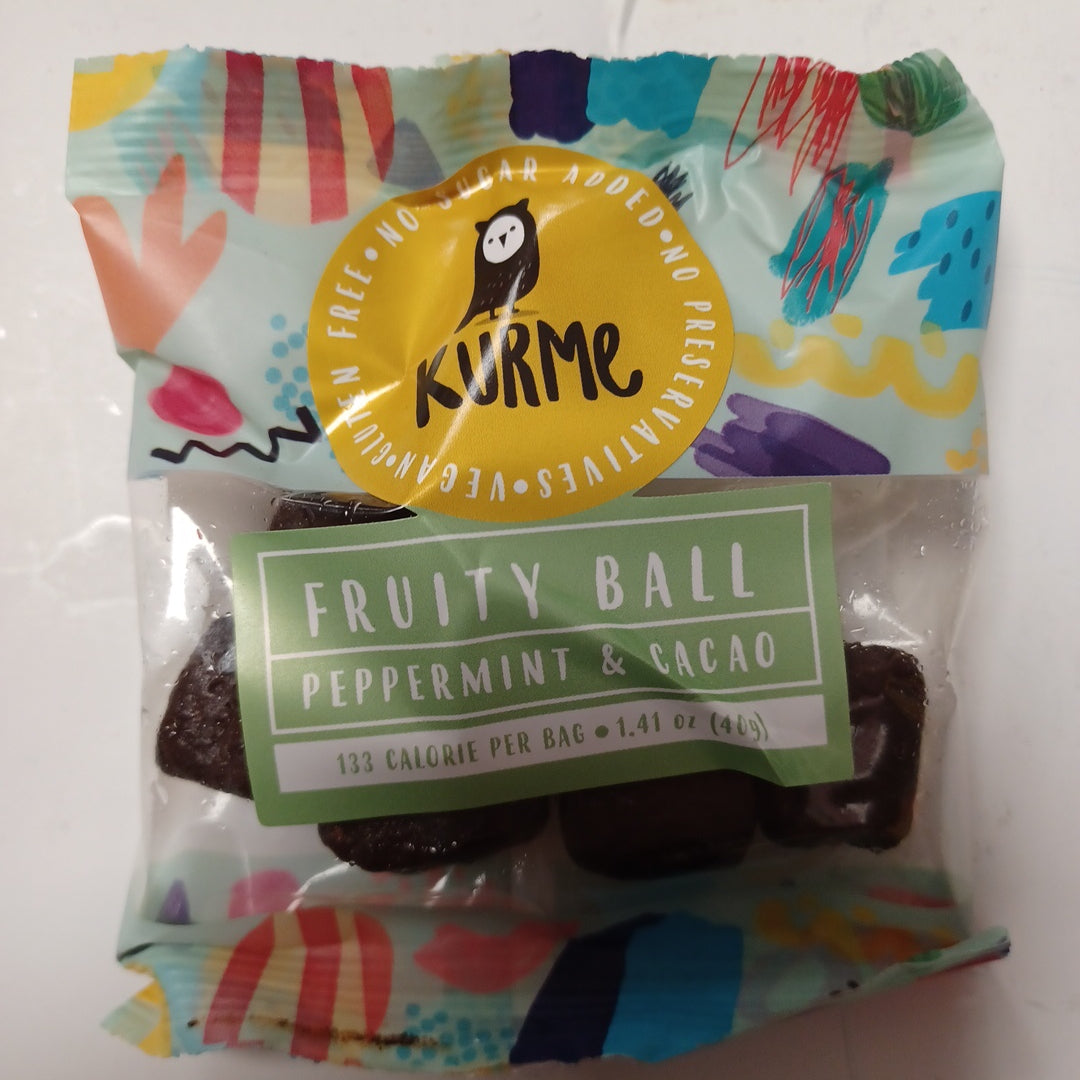 NO SUGAR ADDED • NO PRESERVATIVES • VEGAN • GLUTEN FREE •
KURMe
FRUITY BALL
PEPPERMINT & CACAO
133 CALORIE PER BAG • 1.41 oz (40g)